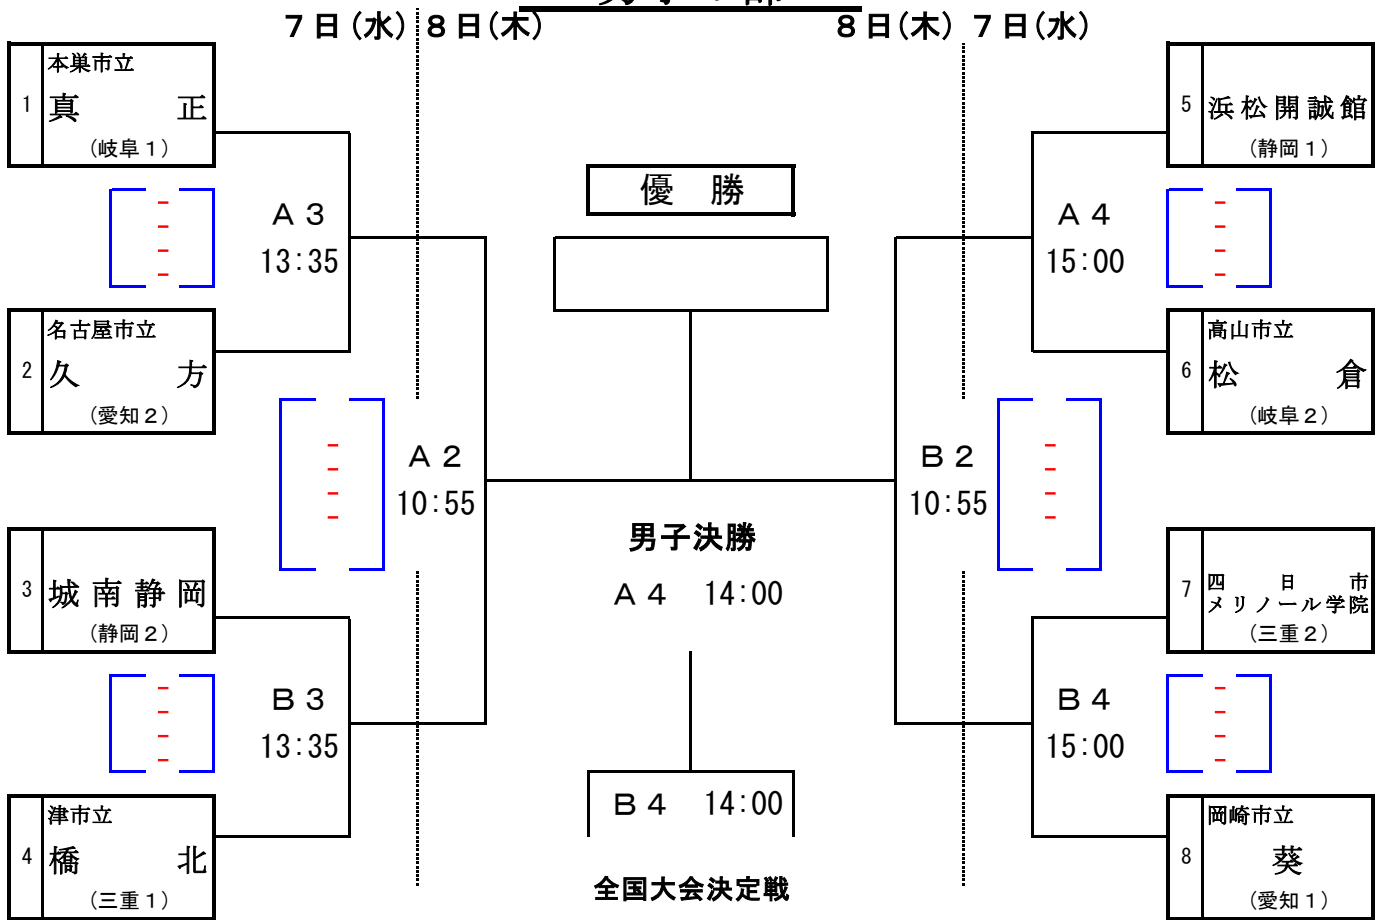 7日(水) 8日(木)
8日(木) 7日(水)
1
本巣市立
真 正
(岐阜1)
A3
13:35
2
名古屋市立
久 方
(愛知2)
A2
10:55
3
城南静岡
(静岡2)
B3
13:35
4
津市立
橋 北
(三重1)
優 勝
男子決勝
A4 14:00
B4 14:00
全国大会決定戦
5
浜松開誠館
(静岡1)
A4
15:00
6
高山市立
松 倉
(岐阜2)
B2
10:55
7
四日市
メリノール学院
(三重2)
B4
15:00
8
岡崎市立
葵
(愛知1)